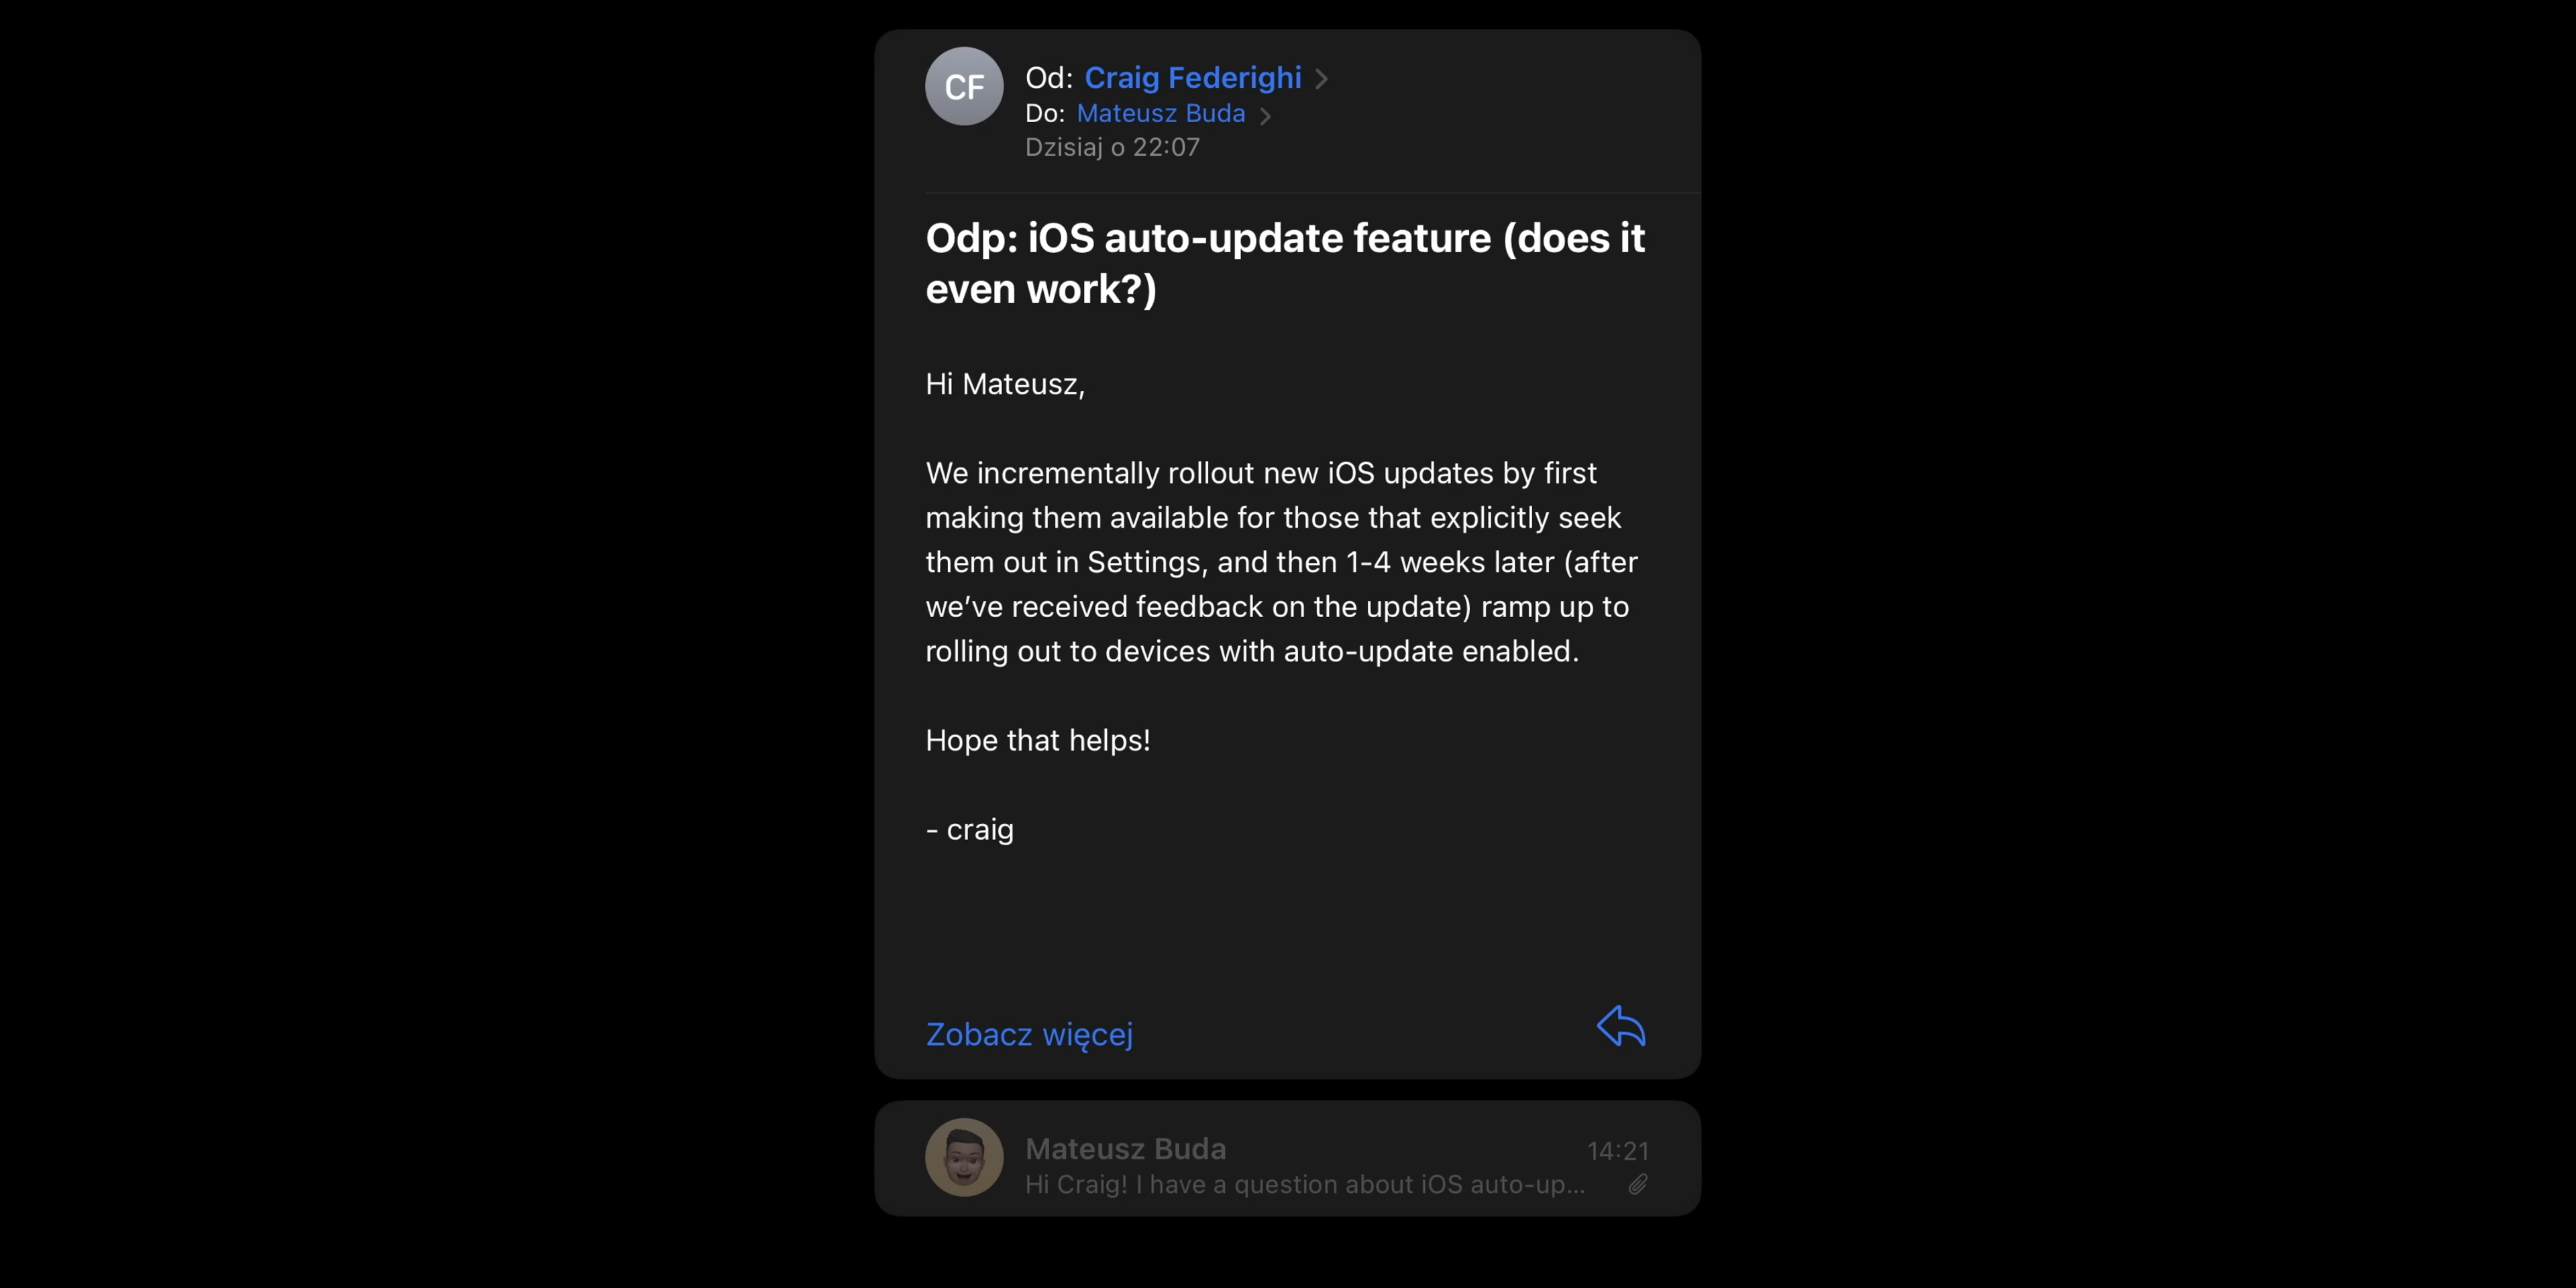 CF
Od: Craig Federighi
Do: Mateusz Buda
Dzisiaj o 22:07
Odp: iOS auto-update feature (does it
even work?)
Hi Mateusz,
We incrementally rollout new iOS updates by first
making them available for those that explicitly seek
them out in Settings, and then 1-4 weeks later (after
we’ve received feedback on the update) ramp up to
rolling out to devices with auto-update enabled.
Hope that helps!
- craig
Zobacz więcej
Mateusz Buda 14:21
Hi Craig! I have a question about iOS auto-up...